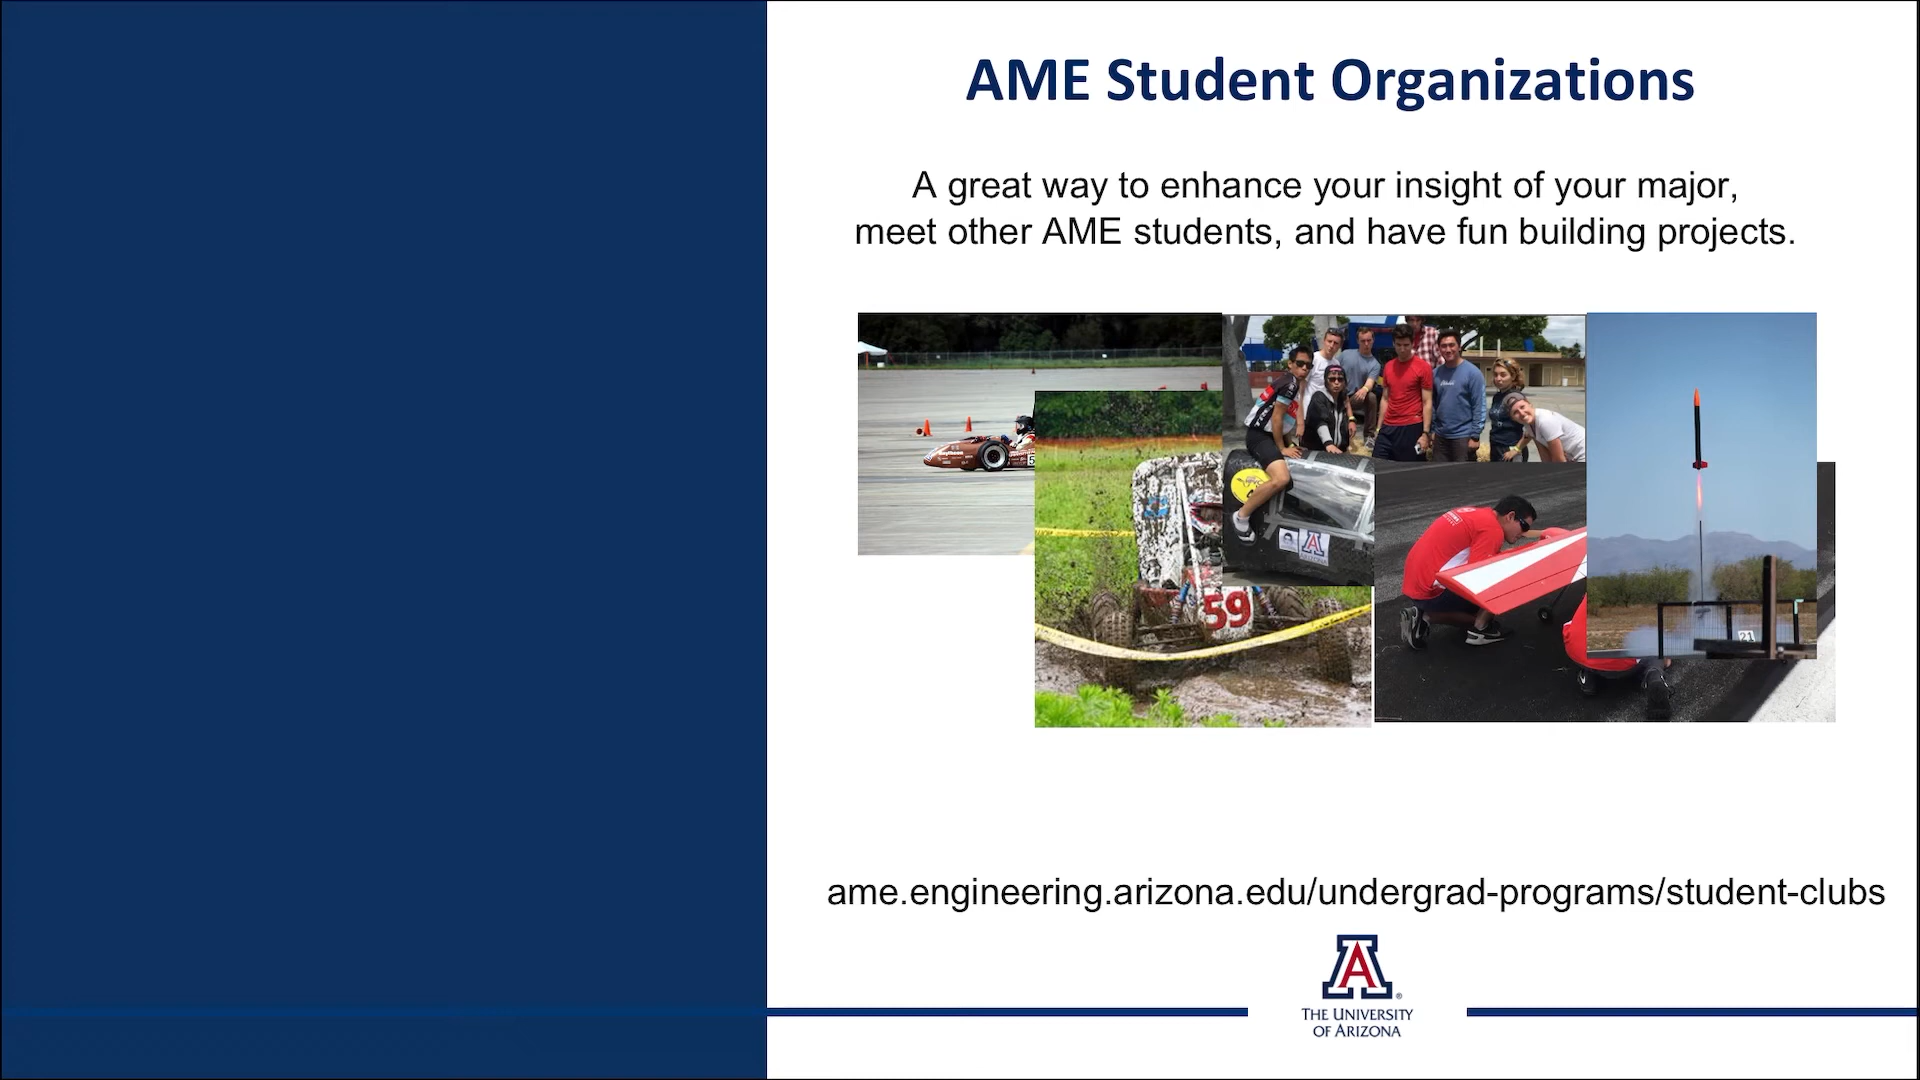 AME Student Organizations
A great way to enhance your insight of your major,
meet other AME students, and have fun building projects.
59
A
21
ame.engineering.arizona.edu/undergrad-programs/student-clubs
A
THE UNIVERSITY
OF ARIZONA